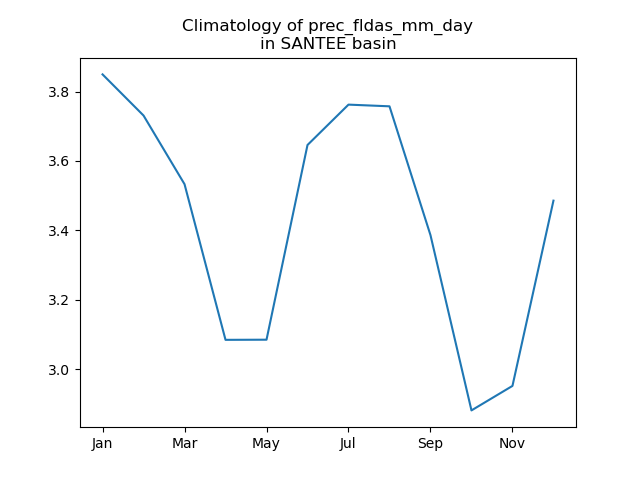 Climatology of prec_fldas_mm_day
in SANTEE basin
3.8
3.6
3.4
3.2
3.0
Jan
Mar
May
Jul
Sep
Nov